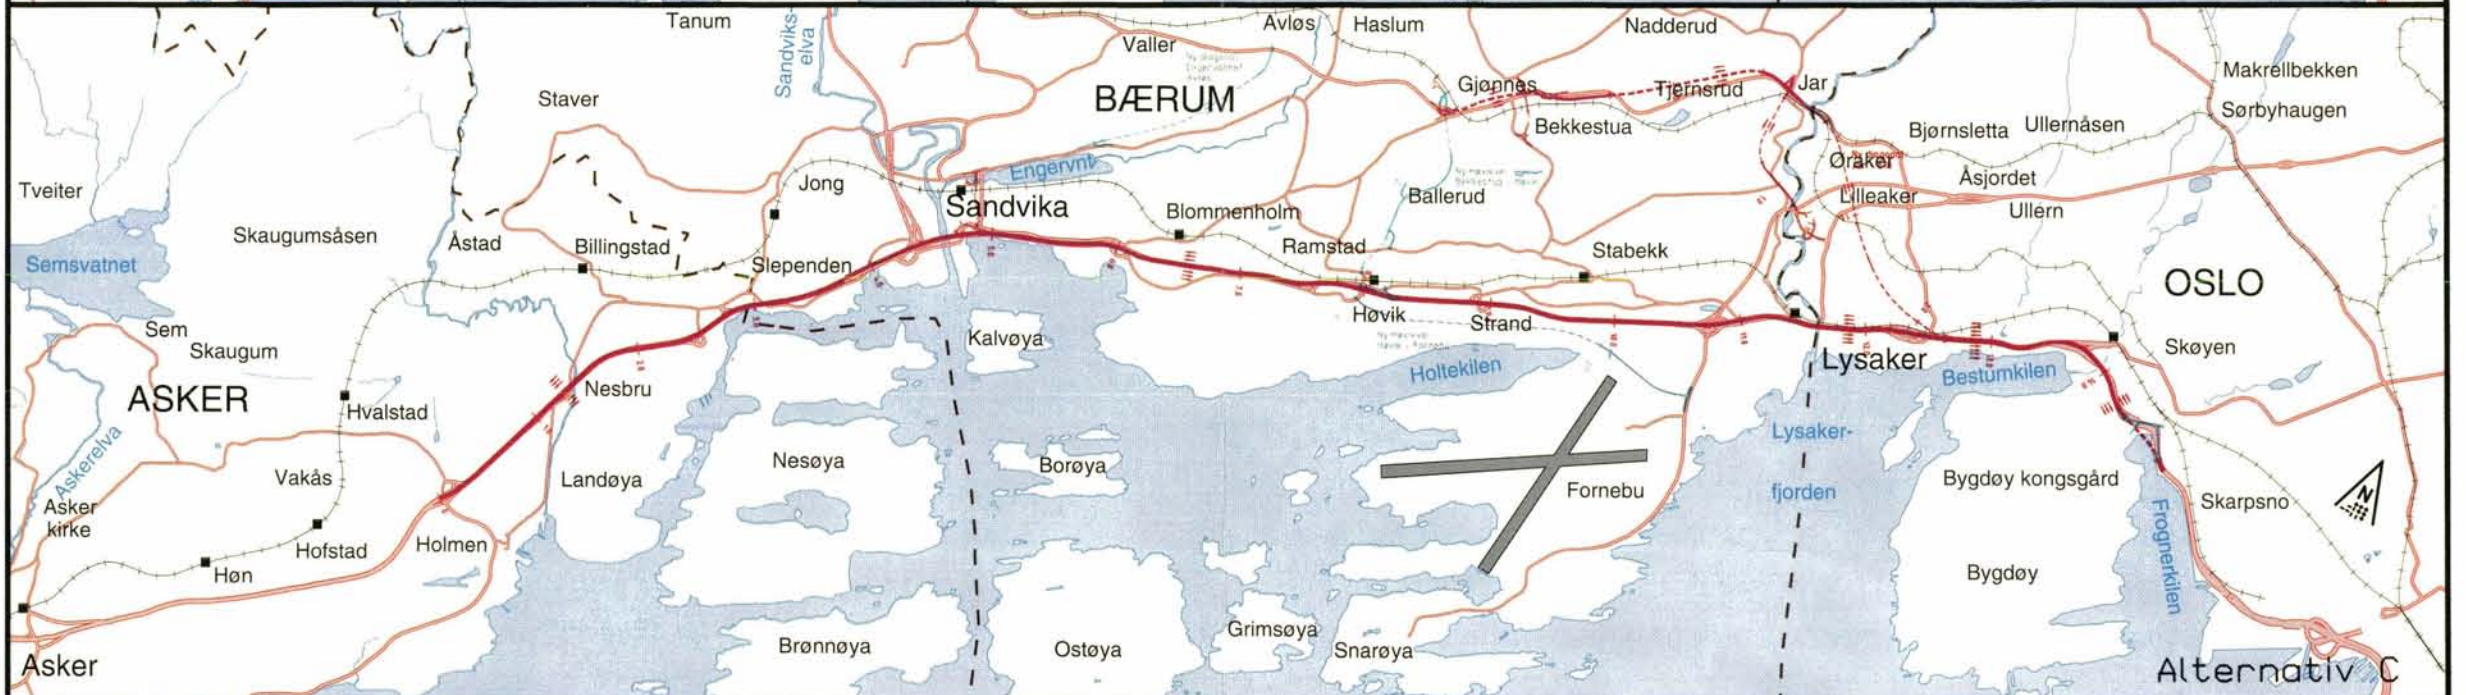 Tanum
Sandviks-
elva
Avløs
Haslum
Nadderud
Valler
Makrellbekken
Staver
BÆRUM
Gjønnes
Tjernsrud
Jar
Sørbyhaugen
Bekkestua
Bjørnsletta
Ullernåsen
Engervnt
Øraker
Tveiter
Jong
Åsjordet
Sandvika
Blommenholm
Ballerud
Lilleaker
Ullern
Skaugumsåsen
Åstad
Billingstad
Ramstad
Stabekk
Semsvatnet
Slependen
OSLO
Sem
Høvik
Strand
Skaugum
Kalvøya
Skøyen
Lysaker
Holtekilen
Bestumkilen
Nesbru
ASKER
Hvalstad
Lysaker-
fjorden
Askerelva
Nesøya
Borøya
Vakås
Landøya
Fornebu
Bygdøy kongsgård
Skarpsno
N
Asker
kirke
Hofstad
Holmen
Frognerkilen
Høn
Bygdøy
Grimsøya
Brønnøya
Ostøya
Snarøya
Asker
Alternativ C